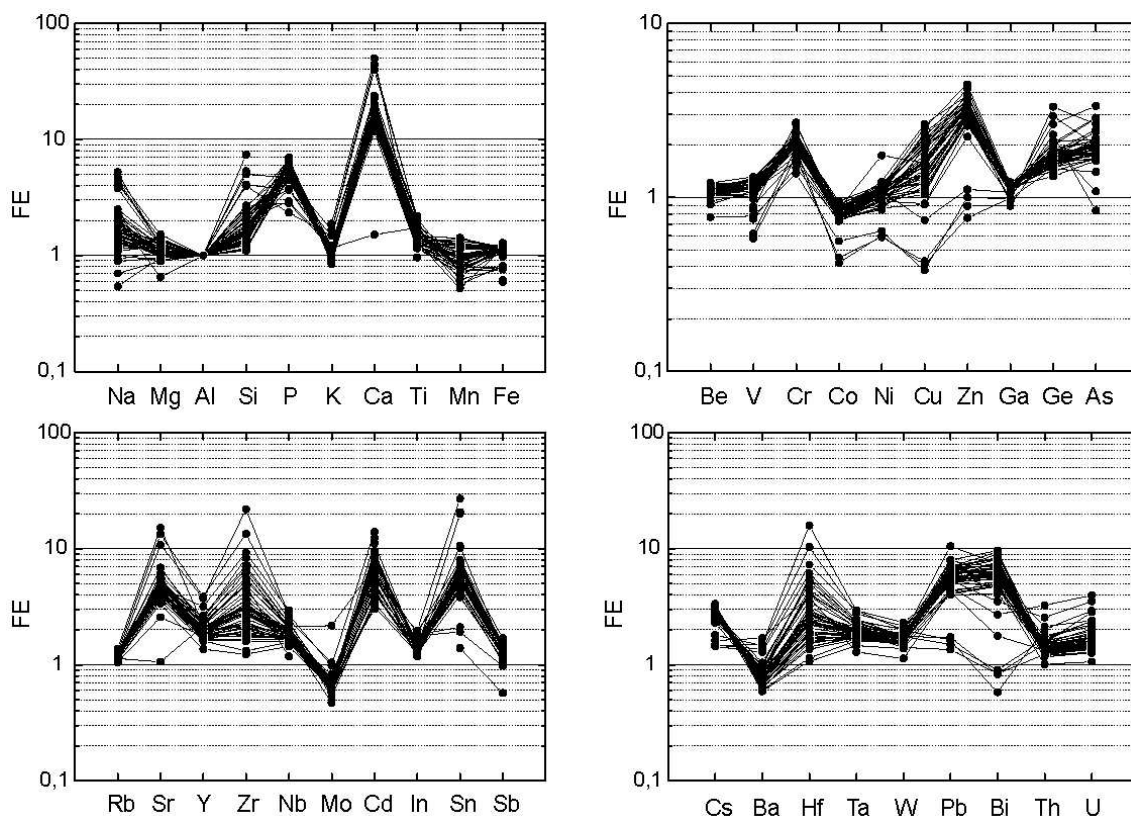 100
10
1
0,1
FE
Na Mg Al Si P K Ca Ti Mn Fe
10
1
0,1
FE
Be V Cr Co Ni Cu Zn Ga Ge As
100
10
1
0,1
FE
Rb Sr Y Zr Nb Mo Cd In Sn Sb
100
10
1
0,1
FE
Cs Ba Hf Ta W Pb Bi Th U